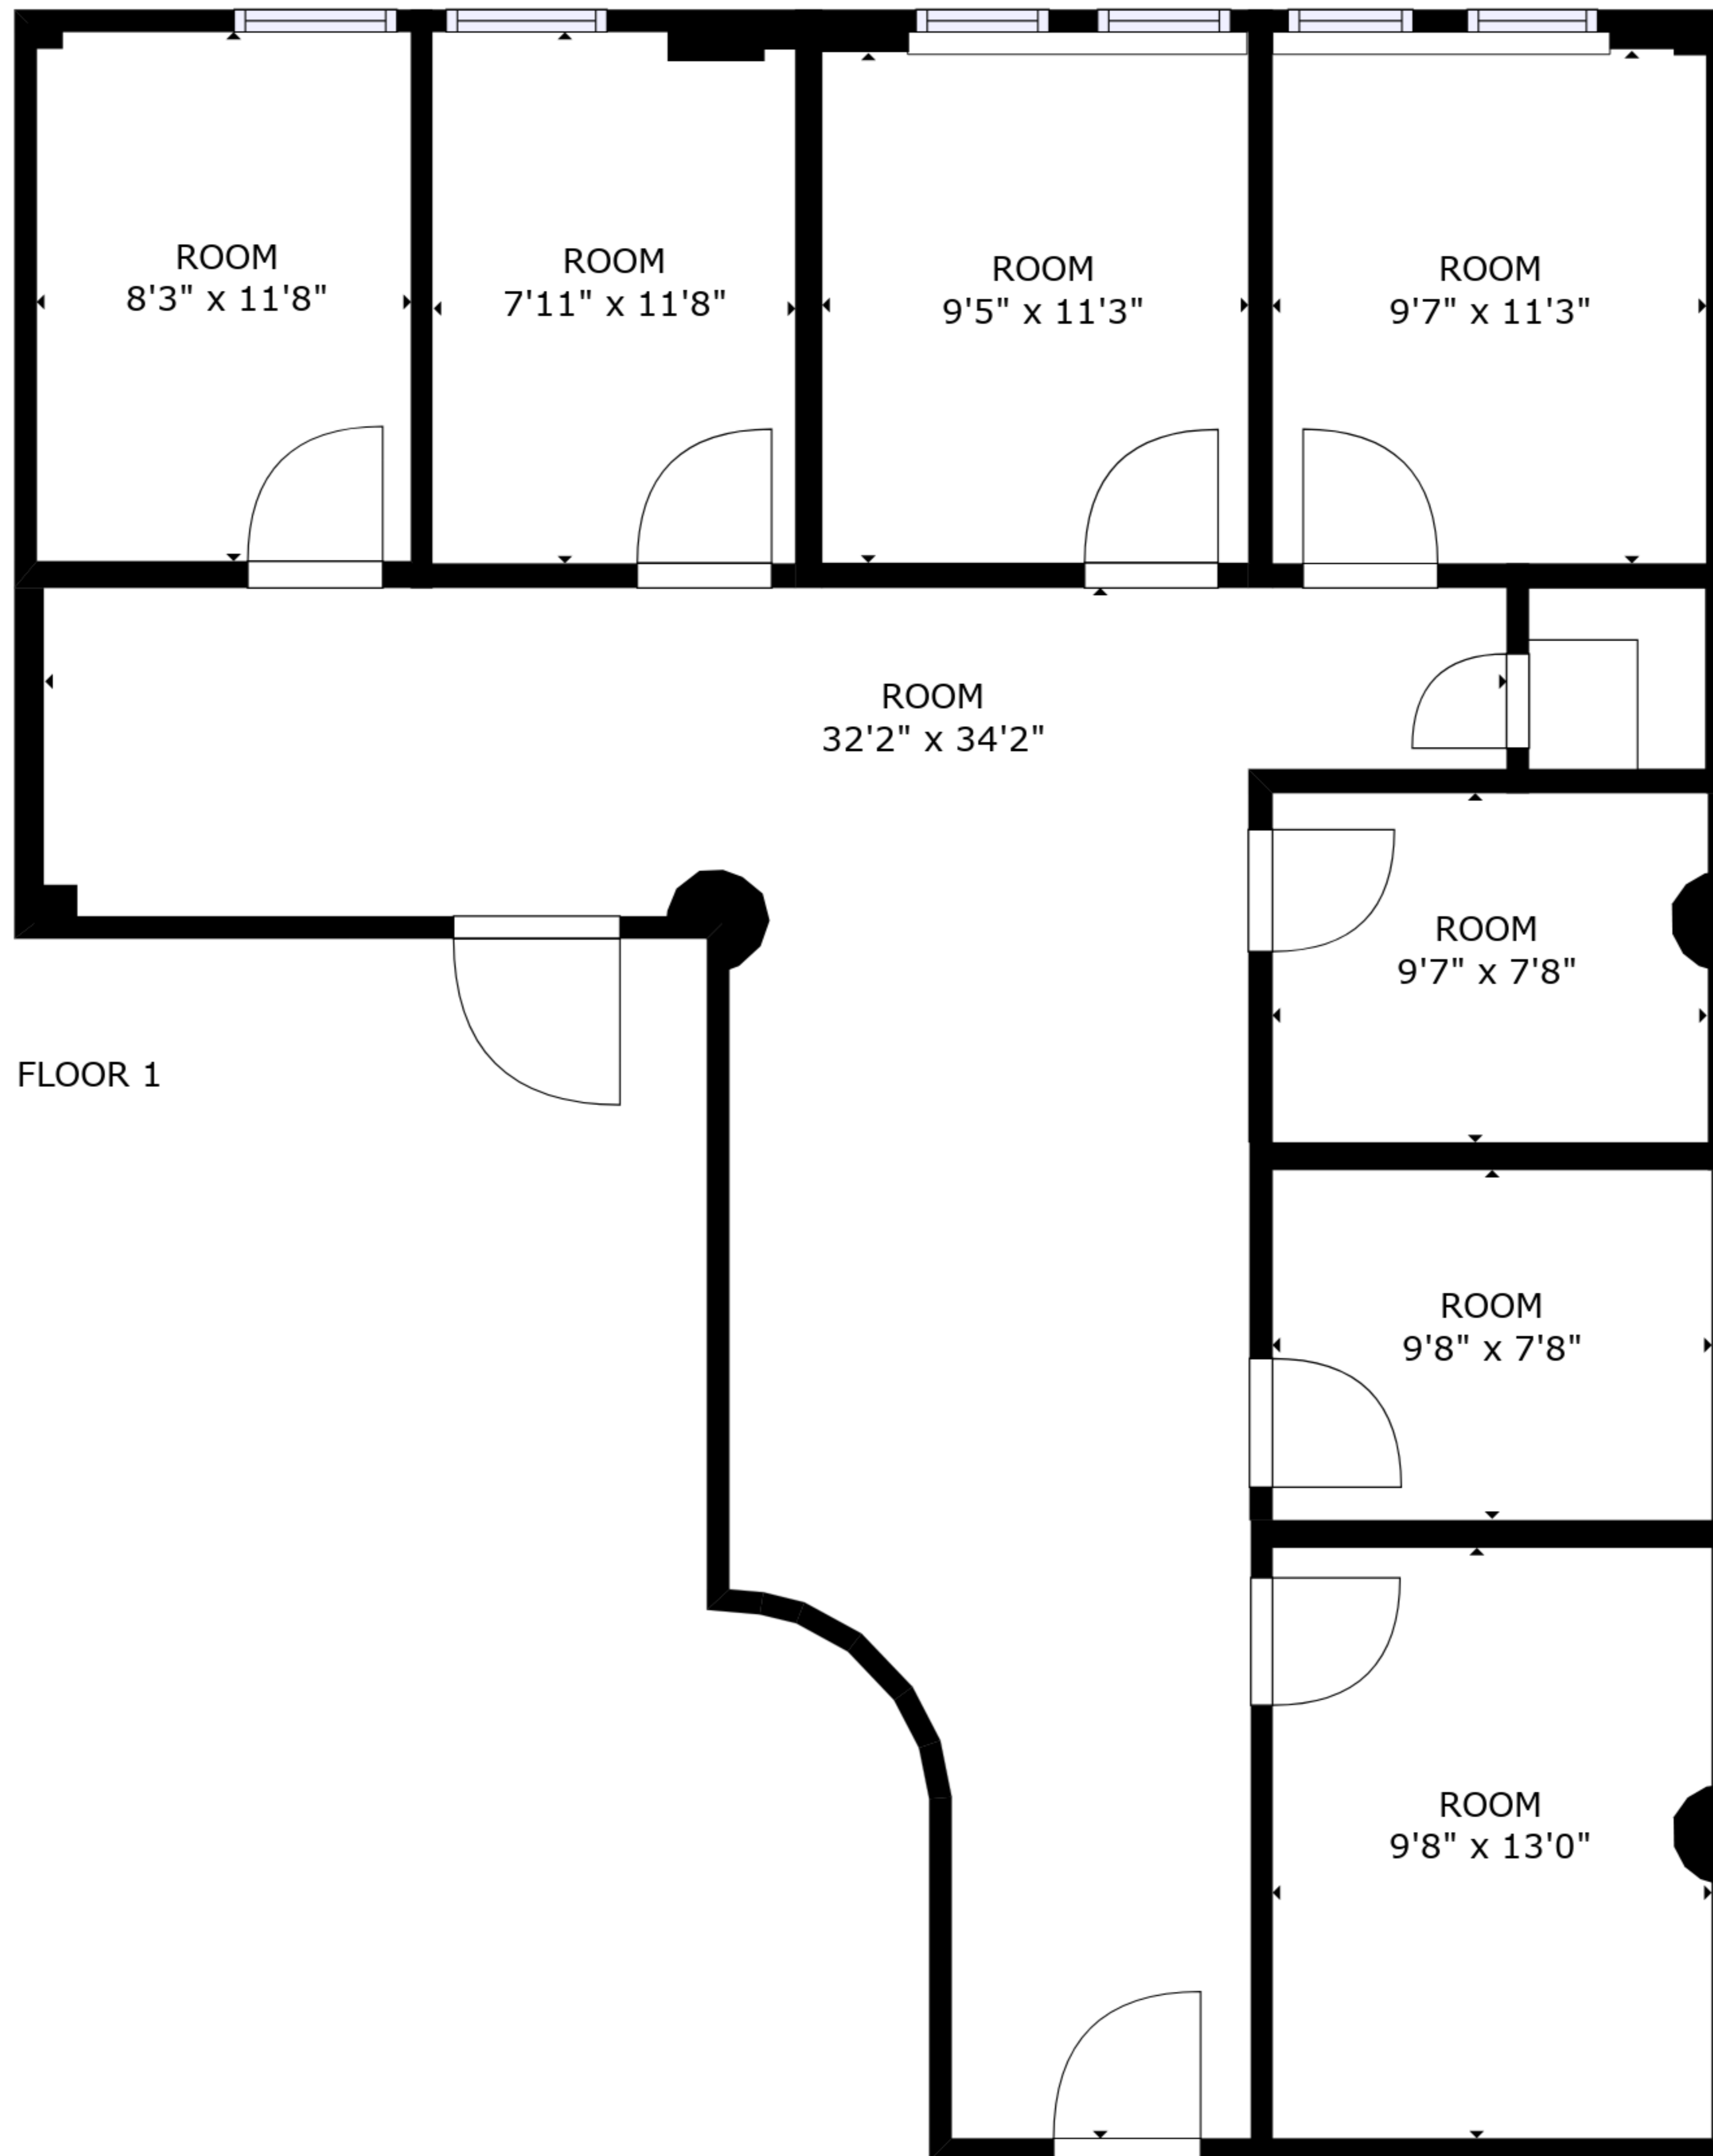 ROOM
8'3" x 11'8"
ROOM
7'11" x 11'8"
ROOM
9'5" x 11'3"
ROOM
9'7" x 11'3"
ROOM
32'2" x 34'2"
ROOM
9'7" x 7'8"
FLOOR 1
ROOM
9'8" x 7'8"
ROOM
9'8" x 13'0"